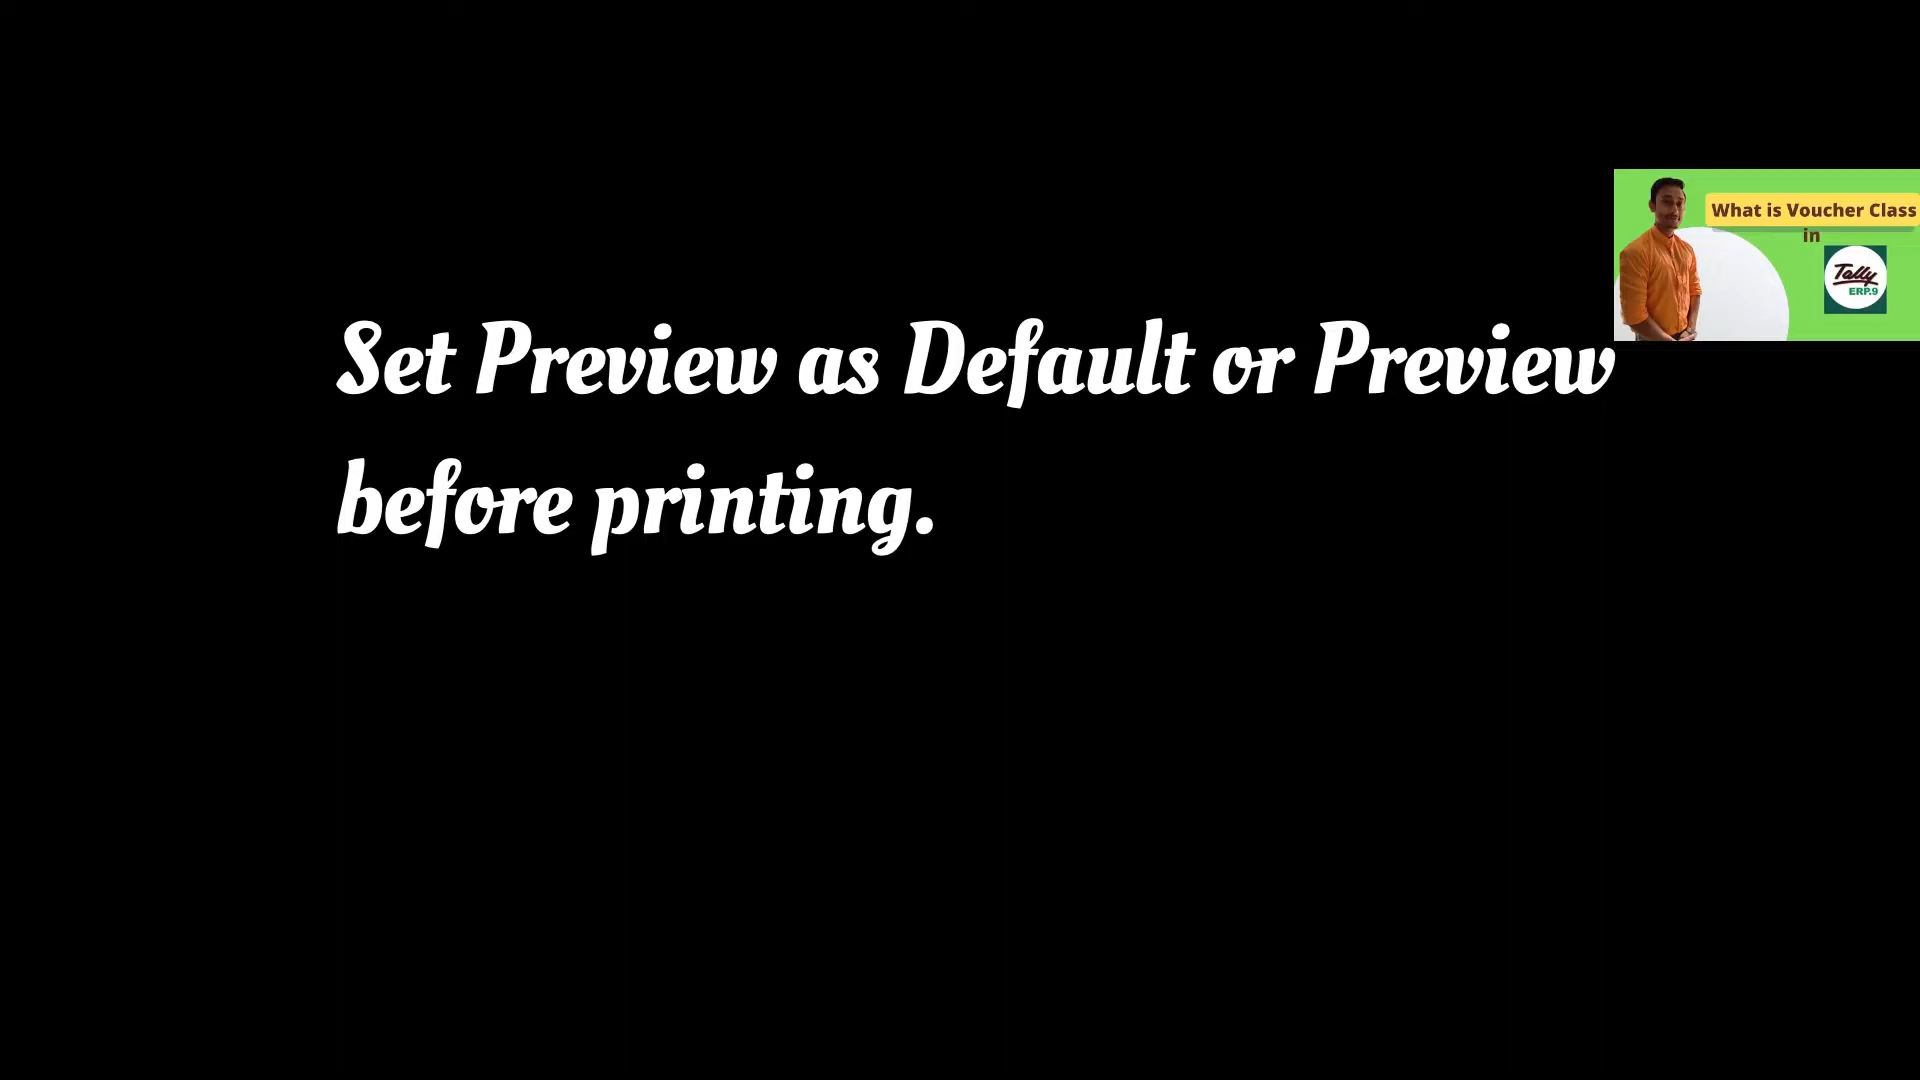 Set Preview as Default or Preview
before printing.
What is Voucher Class
in
Tally
ERP.9